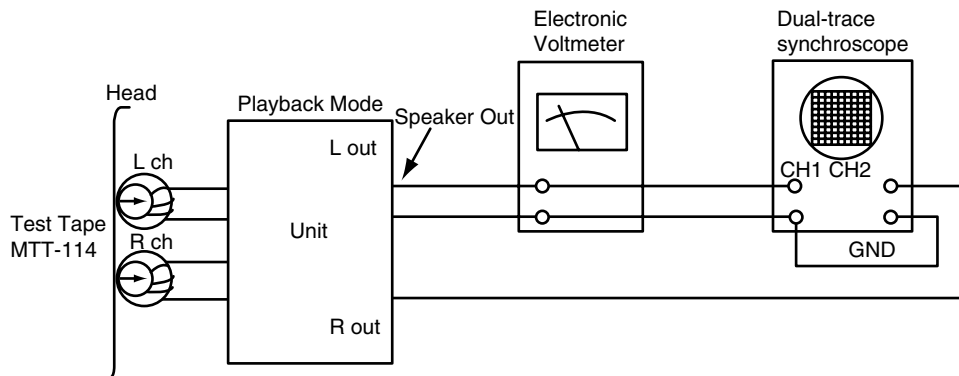 Electronic
Voltmeter
Dual-trace
synchroscope
Head
Playback Mode
Speaker Out
L out
L ch
CH1 CH2
Test Tape
MTT-114
R ch
Unit
GND
R out